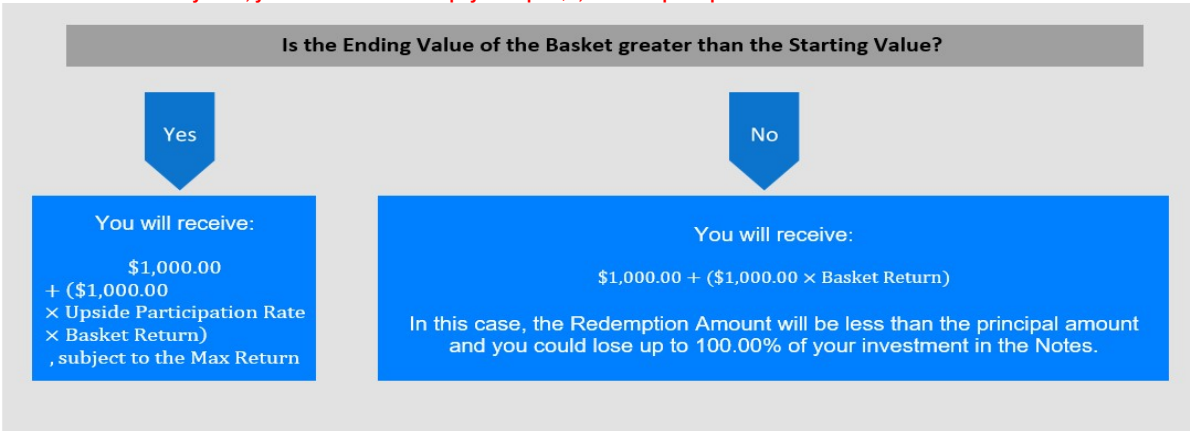 Is the Ending Value of the Basket greater than the Starting Value?
Yes
No
You will receive:
$1,000.00
+ ($1,000.00
× Upside Participation Rate
× Basket Return)
, subject to the Max Return
You will receive:
$1,000.00 + ($1,000.00 × Basket Return)
In this case, the Redemption Amount will be less than the principal amount
and you could lose up to 100.00% of your investment in the Notes.